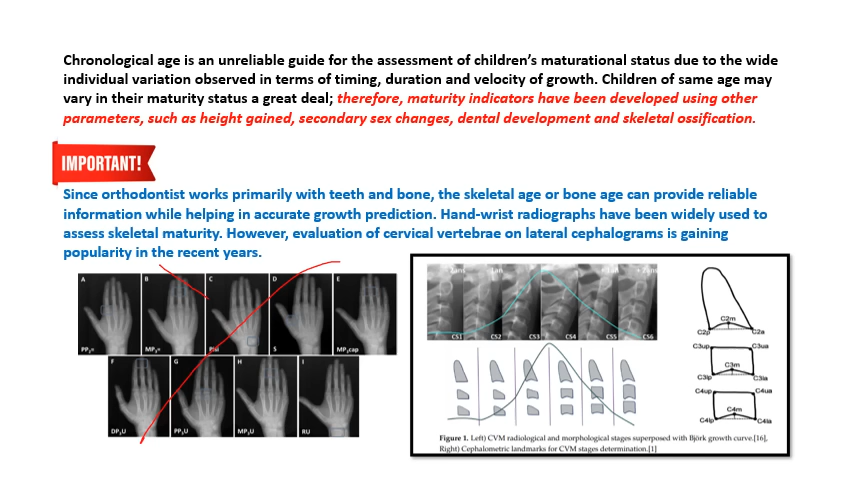 Chronological age is an unreliable guide for the assessment of children's maturational status due to the wide
individual variation observed in terms of timing, duration and velocity of growth. Children of same age may
vary in their maturity status a great deal; therefore, maturity indicators have been developed using other
parameters, such as height gained, secondary sex changes, dental development and skeletal ossification.
IMPORTANT!
Since orthodontist works primarily with teeth and bone, the skeletal age or bone age can provide reliable
information while helping in accurate growth prediction. Hand-wrist radiographs have been widely used to
assess skeletal maturity. However, evaluation of cervical vertebrae on lateral cephalograms is gaining
popularity in the recent years.
A B C D E
PP₂= MP₃= Pisi S MP₃cap
F G H I
DP₃U PP₃U MP₃U RU
CS1 CS2 CS3 CS4 CS5 CS6
C2m
C2p C2a
C3up C3ua
C3m
C3lp C3la
C4up C4ua
C4m
C4lp C4la
Figure 1. Left) CVM radiological and morphological stages superposed with Björk growth curve.[16],
Right) Cephalometric landmarks for CVM stages determination.[1]